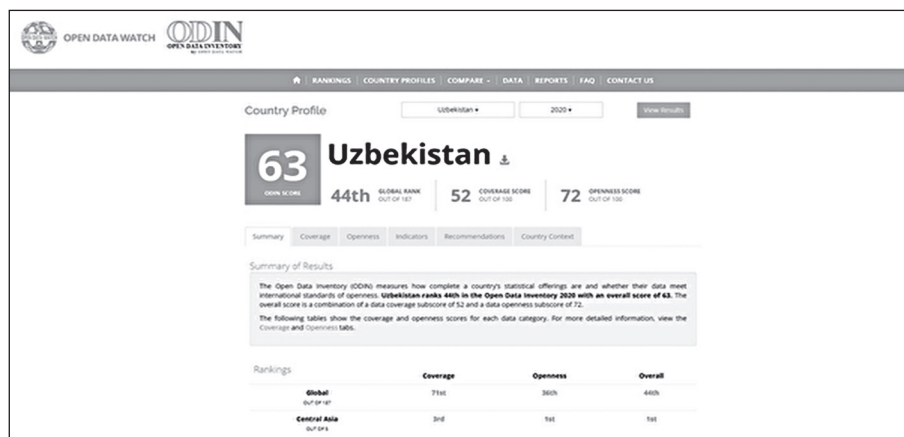 OPEN DATA WATCH
ODIN
OPEN DATA INVENTORY
BY OPEN DATA WATCH
RANKINGS | COUNTRY PROFILES | COMPARE | DATA | REPORTS | FAQ | CONTACT US
Country Profile
Uzbekistan
2020
View Results
63
ODIN SCORE
Uzbekistan
44th GLOBAL RANK OUT OF 187
52 COVERAGE SCORE OUT OF 100
72 OPENNESS SCORE OUT OF 100
Summary Coverage Openness Indicators Recommendations Country Context
Summary of Results
The Open Data Inventory (ODIN) measures how complete a country's statistical offerings are and whether their data meet
international standards of openness. Uzbekistan ranks 44th in the Open Data Inventory 2020 with an overall score of 63. The
overall score is a combination of a data coverage subscore of 52 and a data openness subscore of 72.
The following tables show the coverage and openness scores for each data category. For more detailed information, view the
Coverage and Openness tabs.
Rankings
Coverage Openness Overall
Global 71st 36th 44th
OUT OF 187
Central Asia 3rd 1st 1st
OUT OF 5